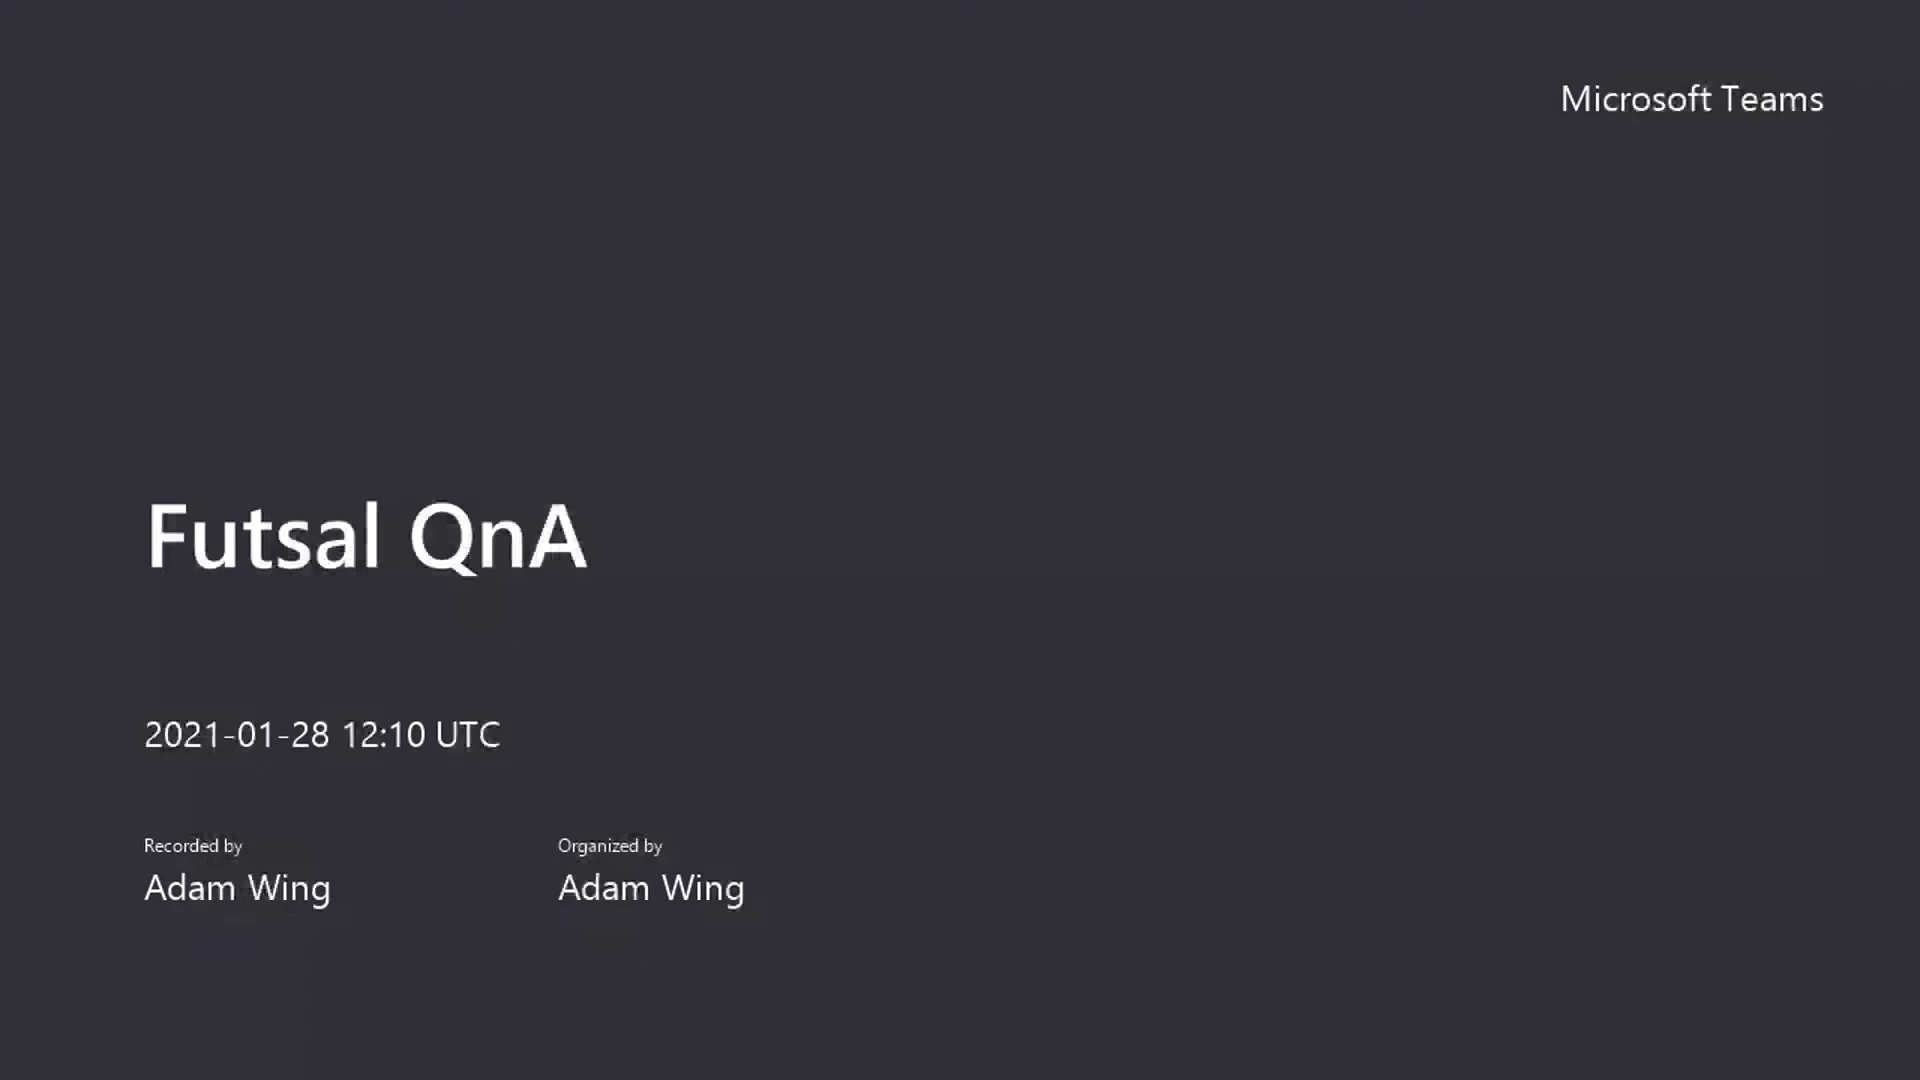 Microsoft Teams
Futsal QnA
2021-01-28 12:10 UTC
Recorded by
Adam Wing
Organized by
Adam Wing